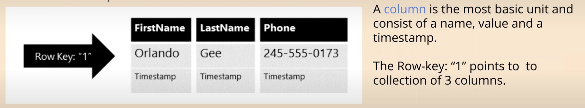 FirstName LastName Phone
Row Key: "1"
Orlando Gee 245-555-0173
Timestamp Timestamp Timestamp
A column is the most basic unit and
consist of a name, value and a
timestamp.
The Row-key: “1” points to to
collection of 3 columns.